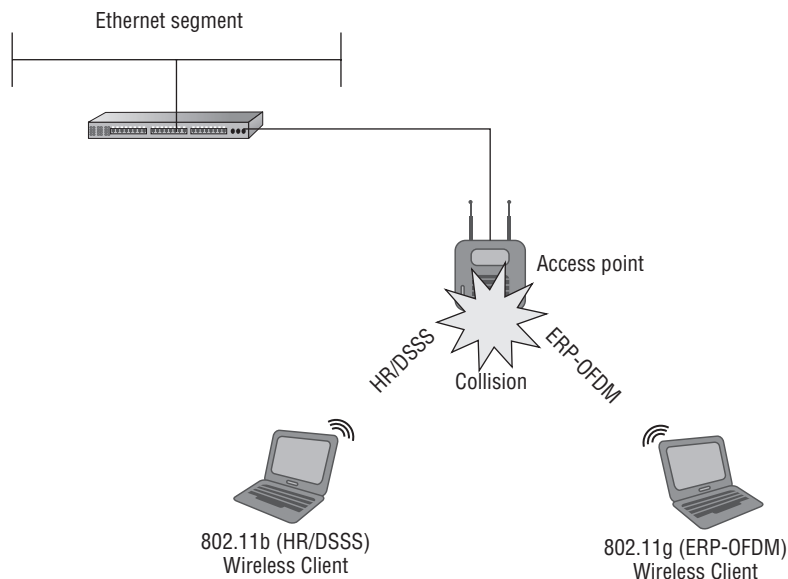 Ethernet segment
Access point
HR/DSSS
ERP-OFDM
Collision
802.11b (HR/DSSS)
Wireless Client
802.11g (ERP-OFDM)
Wireless Client